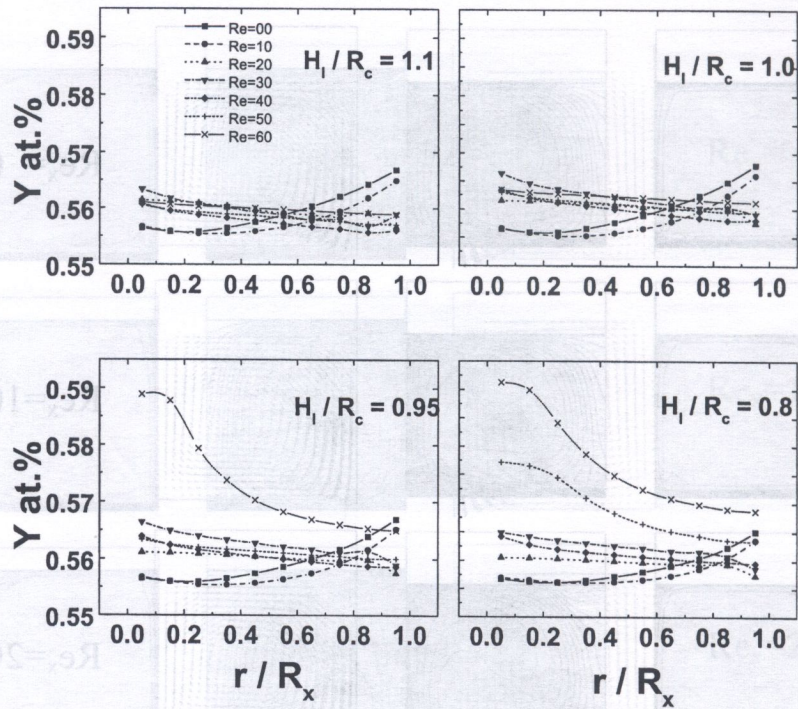 0.59
0.58
0.57
0.56
0.55
Y at.%
Re=00
Re=10
Re=20
Re=30
Re=40
Re=50
Re=60
H_l / R_c = 1.1
0.0 0.2 0.4 0.6 0.8 1.0
H_l / R_c = 1.0
0.0 0.2 0.4 0.6 0.8 1.0
0.59
0.58
0.57
0.56
0.55
Y at.%
H_l / R_c = 0.95
0.0 0.2 0.4 0.6 0.8 1.0
r / R_x
H_l / R_c = 0.8
0.0 0.2 0.4 0.6 0.8 1.0
r / R_x